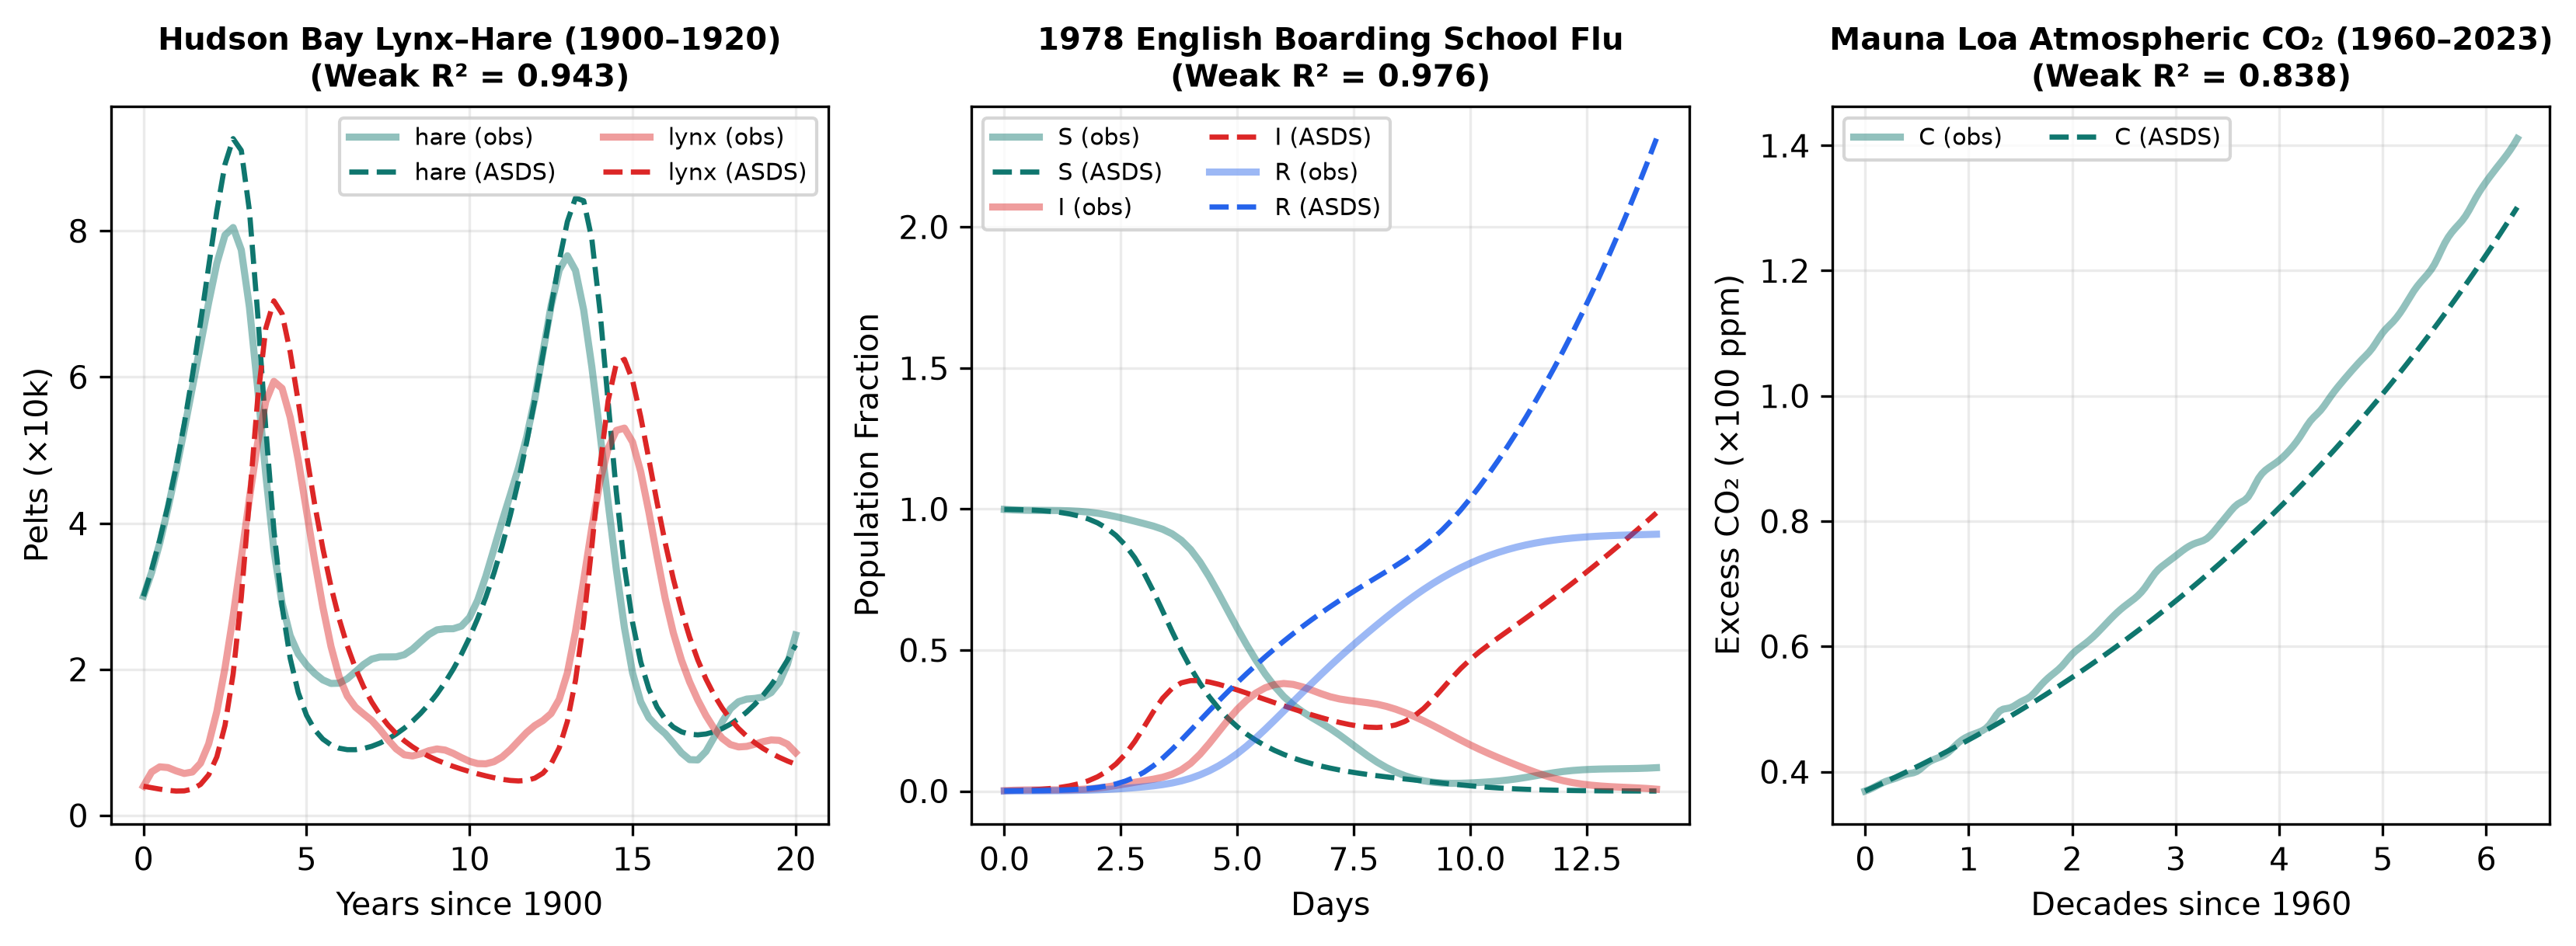 Hudson Bay Lynx–Hare (1900–1920)
(Weak R² = 0.943)
hare (obs)
hare (ASDS)
lynx (obs)
lynx (ASDS)
Pelts (×10k)
8
6
4
2
0
0 5 10 15 20
Years since 1900
1978 English Boarding School Flu
(Weak R² = 0.976)
S (obs)
S (ASDS)
I (obs)
I (ASDS)
R (obs)
R (ASDS)
Population Fraction
2.0
1.5
1.0
0.5
0.0
0.0 2.5 5.0 7.5 10.0 12.5
Days
Mauna Loa Atmospheric CO₂ (1960–2023)
(Weak R² = 0.838)
C (obs)
C (ASDS)
Excess CO₂ (×100 ppm)
1.4
1.2
1.0
0.8
0.6
0.4
0 1 2 3 4 5 6
Decades since 1960